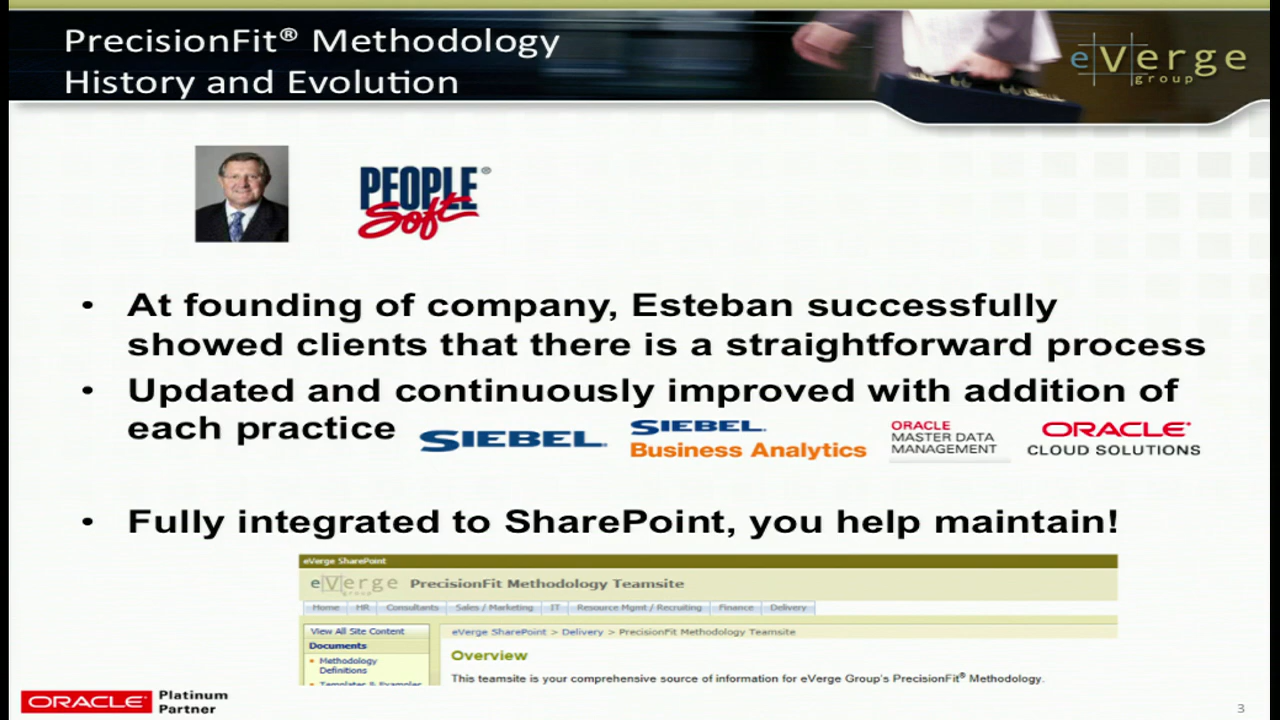 PrecisionFit® Methodology
History and Evolution
eVerge
group
PEOPLE
Soft
®
• At founding of company, Esteban successfully
showed clients that there is a straightforward process
• Updated and continuously improved with addition of
each practice
SIEBEL.
SIEBEL.
Business Analytics
ORACLE
MASTER DATA
MANAGEMENT
ORACLE®
CLOUD SOLUTIONS
• Fully integrated to SharePoint, you help maintain!
eVerge SharePoint
eVerge
group
PrecisionFit Methodology Teamsite
Home HR Consultants Sales / Marketing IT Resource Mgmt / Recruiting Finance Delivery
View All Site Content
eVerge SharePoint > Delivery > PrecisionFit Methodology Teamsite
Documents
Methodology
Definitions
Overview
This teamsite is your comprehensive source of information for eVerge Group's PrecisionFit® Methodology.
Templates & Examples
ORACLE
Platinum
Partner
3